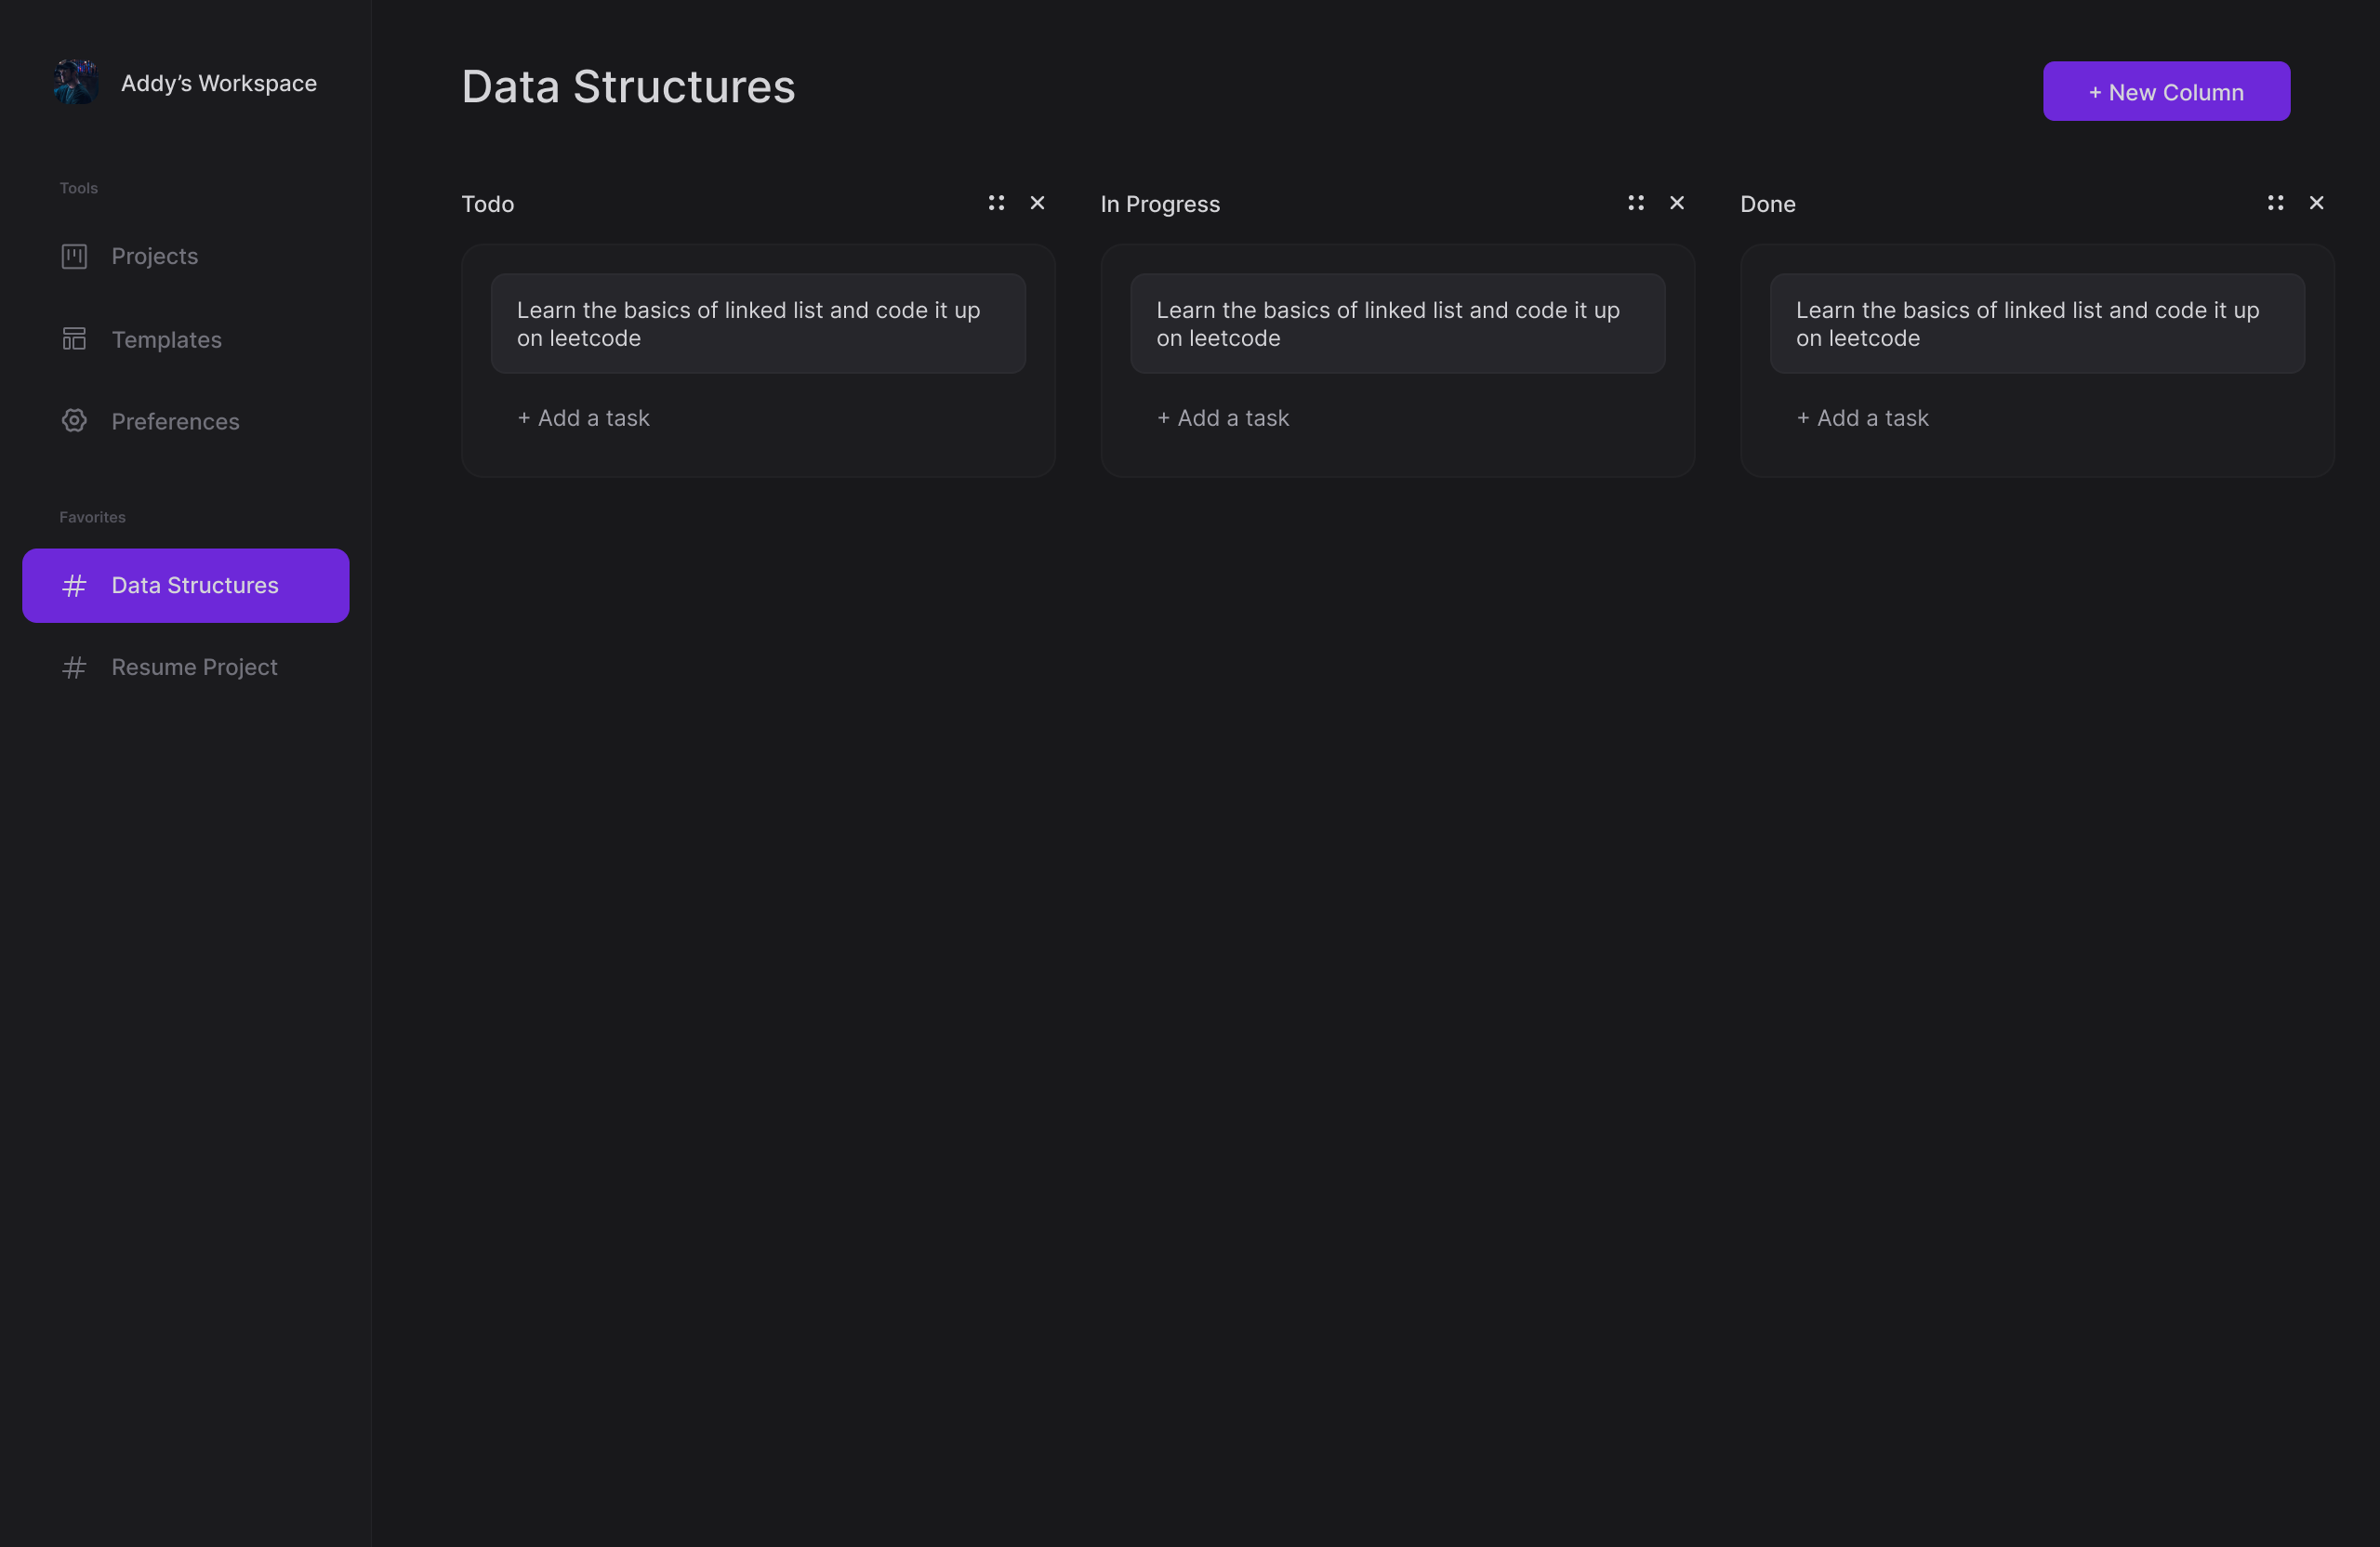 Addy’s Workspace
Tools
Projects
Templates
Preferences
Favorites
Data Structures
Resume Project
Data Structures
+ New Column
Todo
Learn the basics of linked list and code it up
on leetcode
+ Add a task
In Progress
Learn the basics of linked list and code it up
on leetcode
+ Add a task
Done
Learn the basics of linked list and code it up
on leetcode
+ Add a task